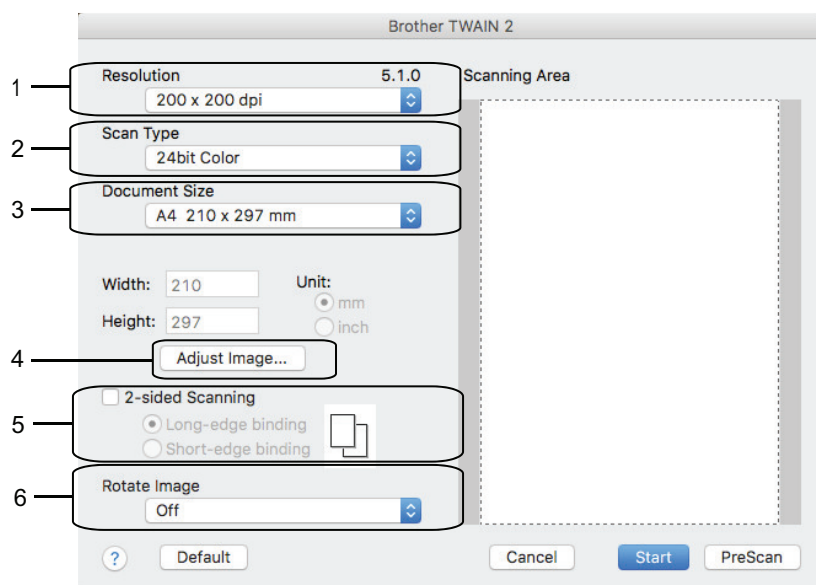 Brother TWAIN 2
1
Resolution 5.1.0
200 x 200 dpi
2
Scan Type
24bit Color
3
Document Size
A4 210 x 297 mm
Width: 210
Height: 297
Unit:
mm
inch
4
Adjust Image...
5
2-sided Scanning
Long-edge binding
Short-edge binding
6
Rotate Image
Off
? Default
Scanning Area
Cancel Start PreScan